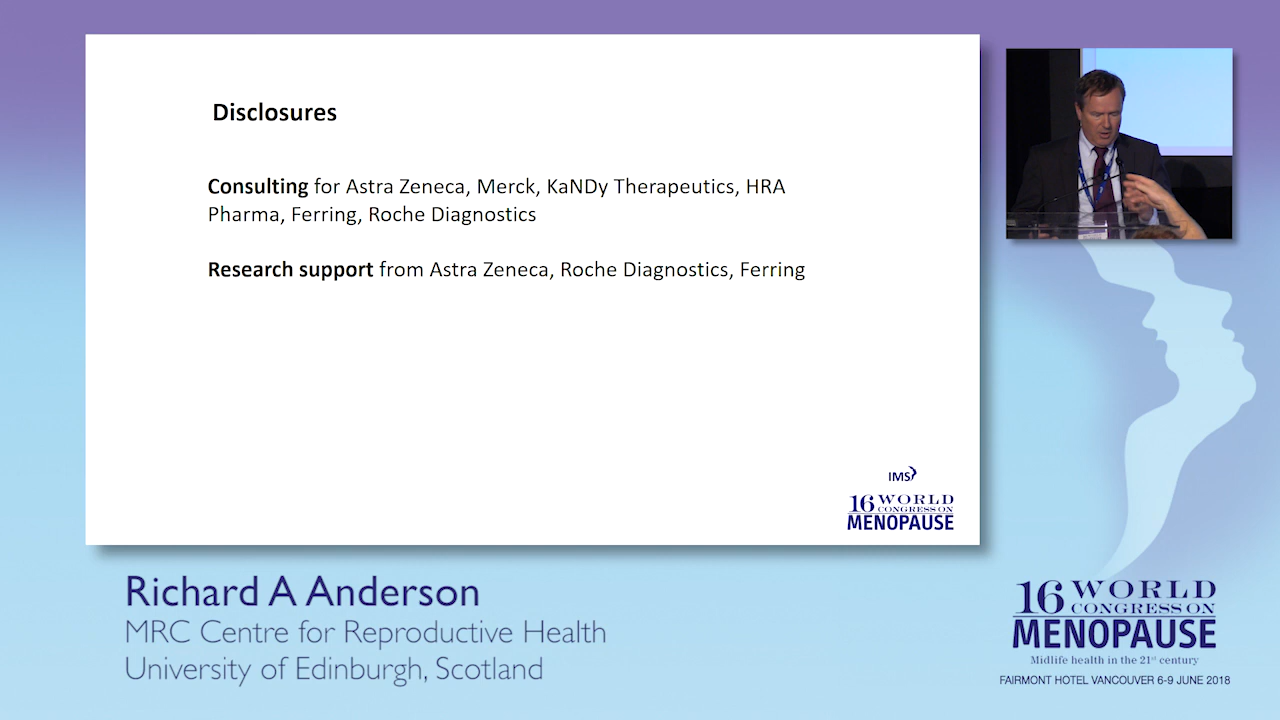 Disclosures
Consulting for Astra Zeneca, Merck, KaNDy Therapeutics, HRA
Pharma, Ferring, Roche Diagnostics
Research support from Astra Zeneca, Roche Diagnostics, Ferring
IMS
16 WORLD
CONGRESS ON
MENOPAUSE
Richard A Anderson
MRC Centre for Reproductive Health
University of Edinburgh, Scotland
16 WORLD
CONGRESS ON
MENOPAUSE
Midlife health in the 21st century
FAIRMONT HOTEL VANCOUVER 6-9 JUNE 2018